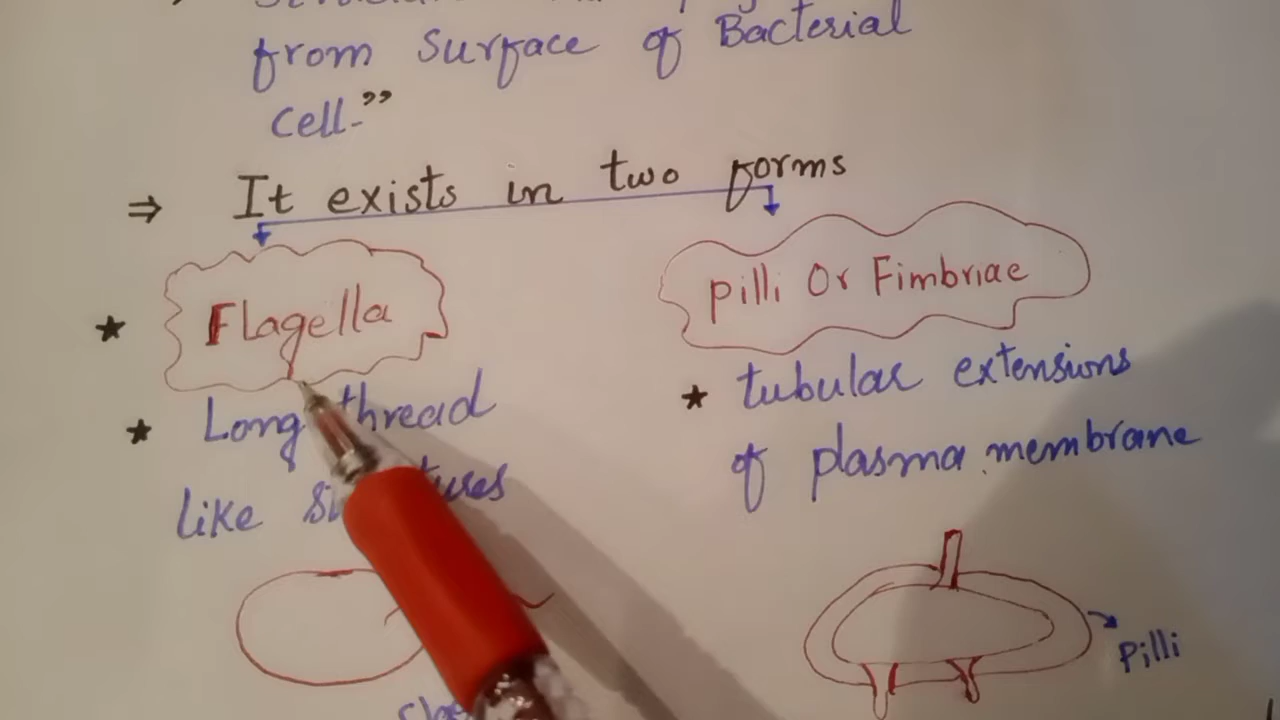 from Surface of Bacterial
Cell-”
⇒ It exists in two forms
★ Flagella
Pilli Or Fimbriae
★ Long thread
like
★ tubular extensions
of plasma membrane
Pilli